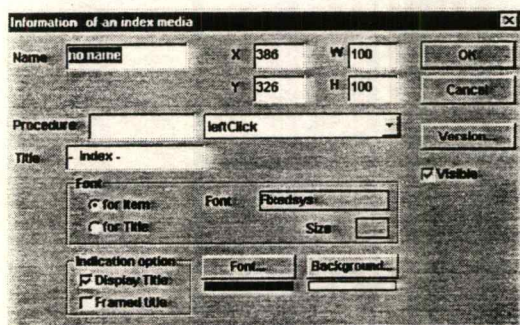 Information of an index media
Name no name X 386 W 100 OK
Y 326 H 100 Cancel
Procedure leftClick Version...
Title - Index - Visible
Font
for Item Font Fixedsys
for Title Size
Indication option Font... Background...
Display Title
Framed title